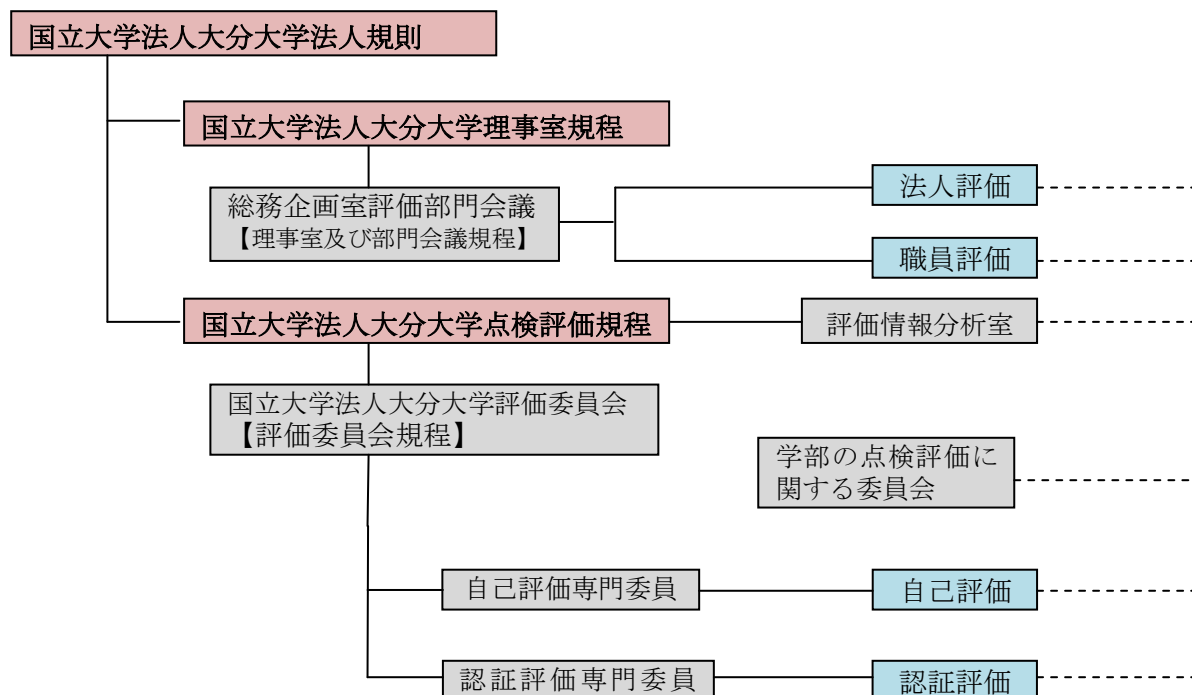 国立大学法人大分大学法人規則
国立大学法人大分大学理事室規程
総務企画室評価部門会議
【理事室及び部門会議規程】
法人評価
職員評価
国立大学法人大分大学点検評価規程
評価情報分析室
国立大学法人大分大学評価委員会
【評価委員会規程】
学部の点検評価に
関する委員会
自己評価専門委員
自己評価
認証評価専門委員
認証評価